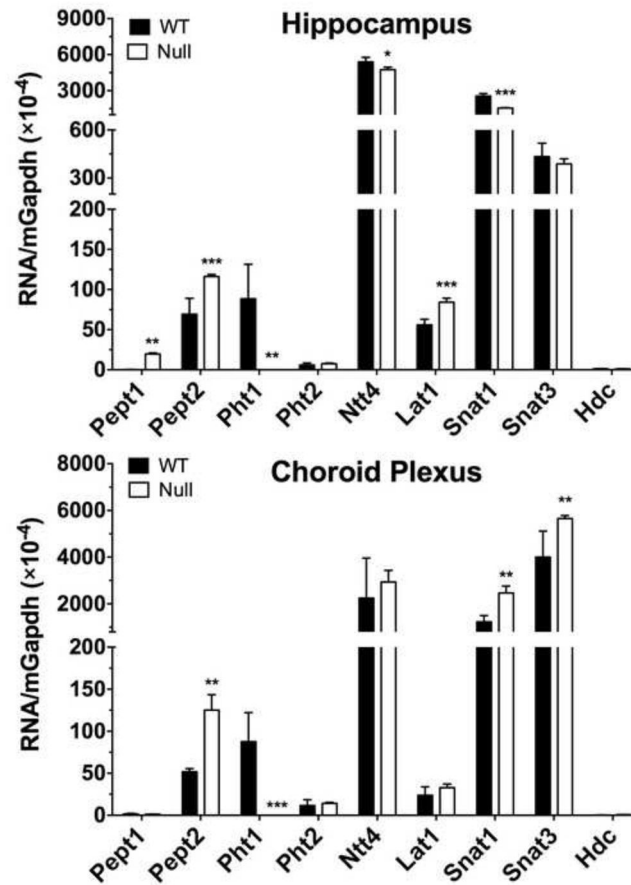 Hippocampus
WT
Null
RNA/mGapdh (×10⁻⁴)
9000
6000
3000
600
300
200
150
100
50
0
**
***
**
*
***
***
Pept1 Pept2 Pht1 Pht2 Ntt4 Lat1 Snat1 Snat3 Hdc
Choroid Plexus
WT
Null
RNA/mGapdh (×10⁻⁴)
8000
6000
4000
2000
200
150
100
50
0
**
***
**
**
Pept1 Pept2 Pht1 Pht2 Ntt4 Lat1 Snat1 Snat3 Hdc